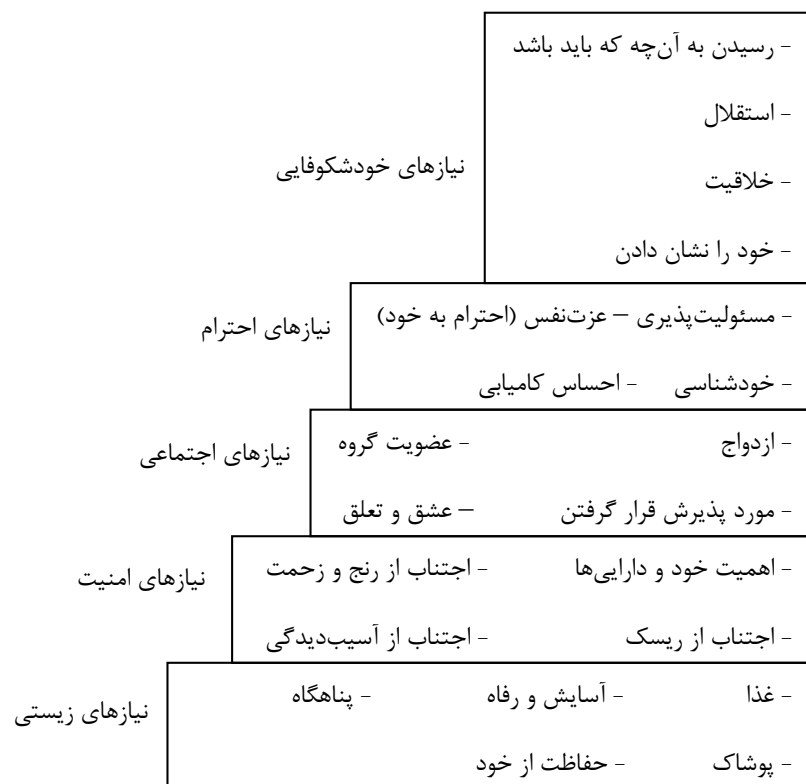 - رسیدن به آن‌چه که باید باشد
- استقلال
نیازهای خودشکوفایی
- خلاقیت
- خود را نشان دادن
- مسئولیت‌پذیری – عزت‌نفس (احترام به خود)
نیازهای احترام
- خودشناسی - احساس کامیابی
- ازدواج - عضویت گروه
نیازهای اجتماعی
- مورد پذیرش قرار گرفتن – عشق و تعلق
- اهمیت خود و دارایی‌ها - اجتناب از رنج و زحمت
نیازهای امنیت
- اجتناب از ریسک - اجتناب از آسیب‌دیدگی
- غذا - آسایش و رفاه - پناهگاه
نیازهای زیستی
- پوشاک - حفاظت از خود